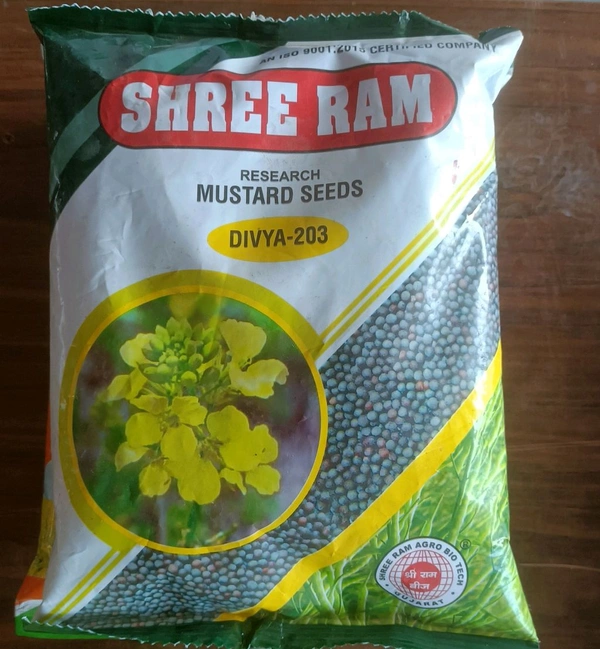 AN ISO 9001:2015 CERTIFIED COMPANY
SHREE RAM
RESEARCH
MUSTARD SEEDS
DIVYA-203
SHREE RAM AGRO BIO TECH
®
श्री राम
बीज
GUJARAT